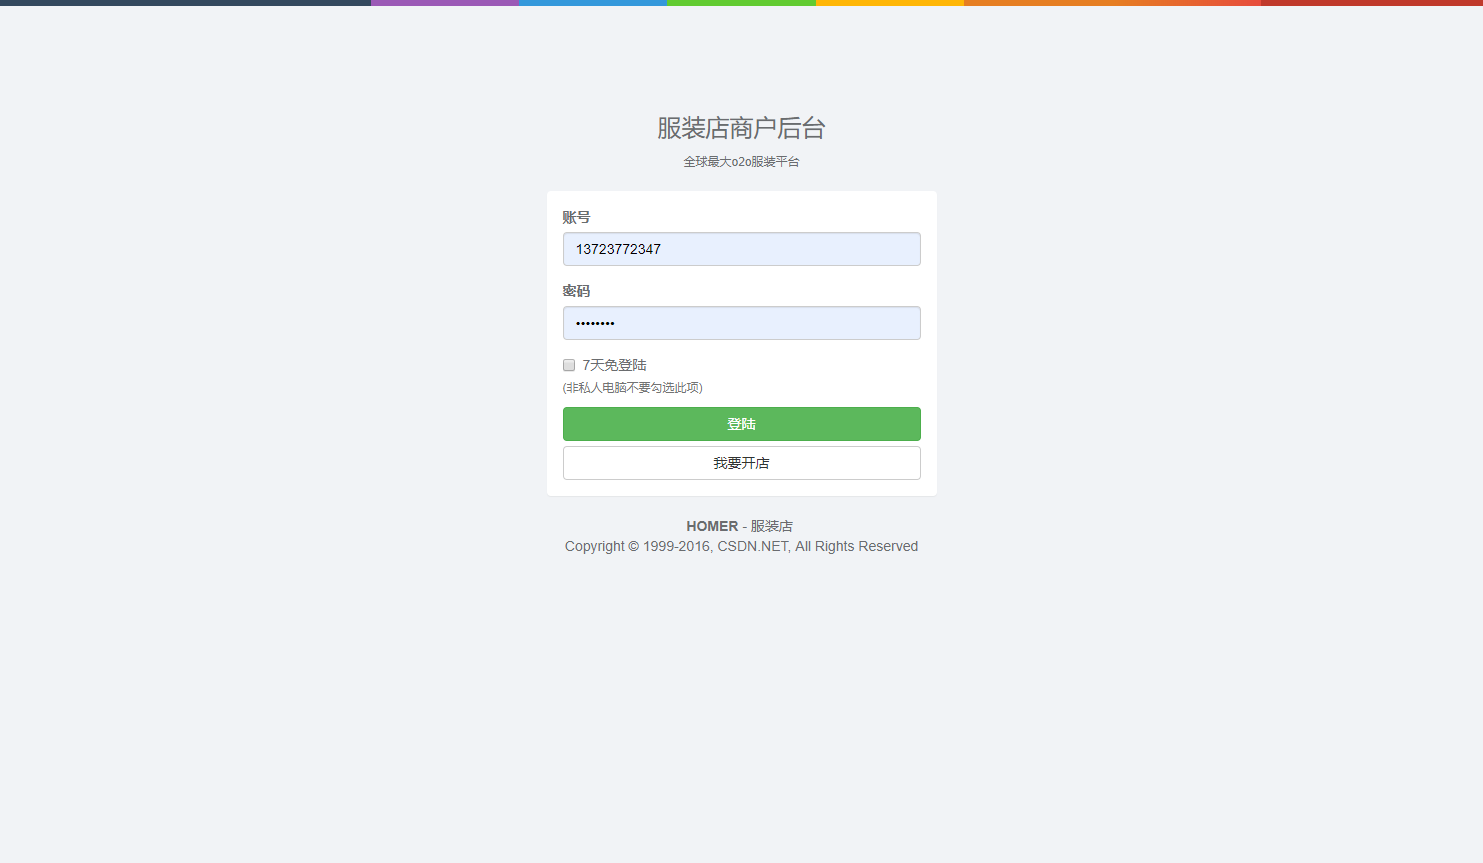 服装店商户后台
全球最大o2o服装平台
账号
13723772347
密码
••••••••
7天免登陆
(非私人电脑不要勾选此项)
登陆
我要开店
HOMER - 服装店
Copyright © 1999-2016, CSDN.NET, All Rights Reserved